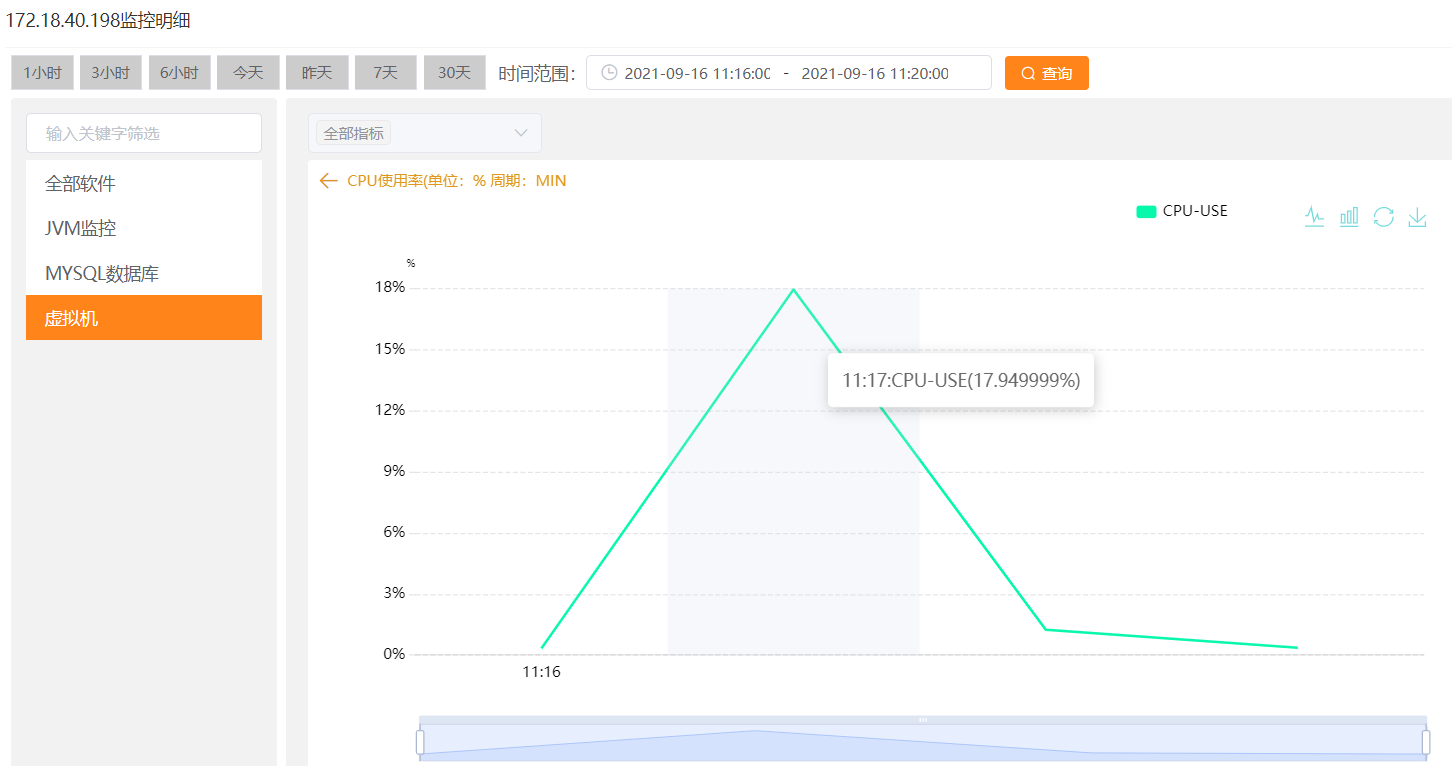 172.18.40.198监控明细
1小时 3小时 6小时 今天 昨天 7天 30天 时间范围： 2021-09-16 11:16:00 - 2021-09-16 11:20:00 查询
输入关键字筛选
全部软件
JVM监控
MYSQL数据库
虚拟机
全部指标
CPU使用率(单位：% 周期：MIN
CPU-USE
%
18%
15%
11:17:CPU-USE(17.949999%)
12%
9%
6%
3%
0%
11:16